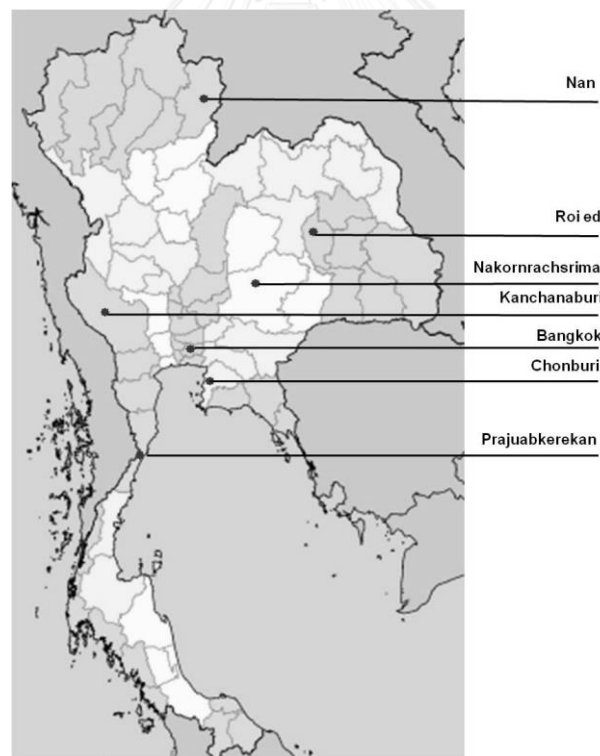 Nan
Roi ed
Nakornrachsrima
Kanchanaburi
Bangkok
Chonburi
Prajuabkerekan